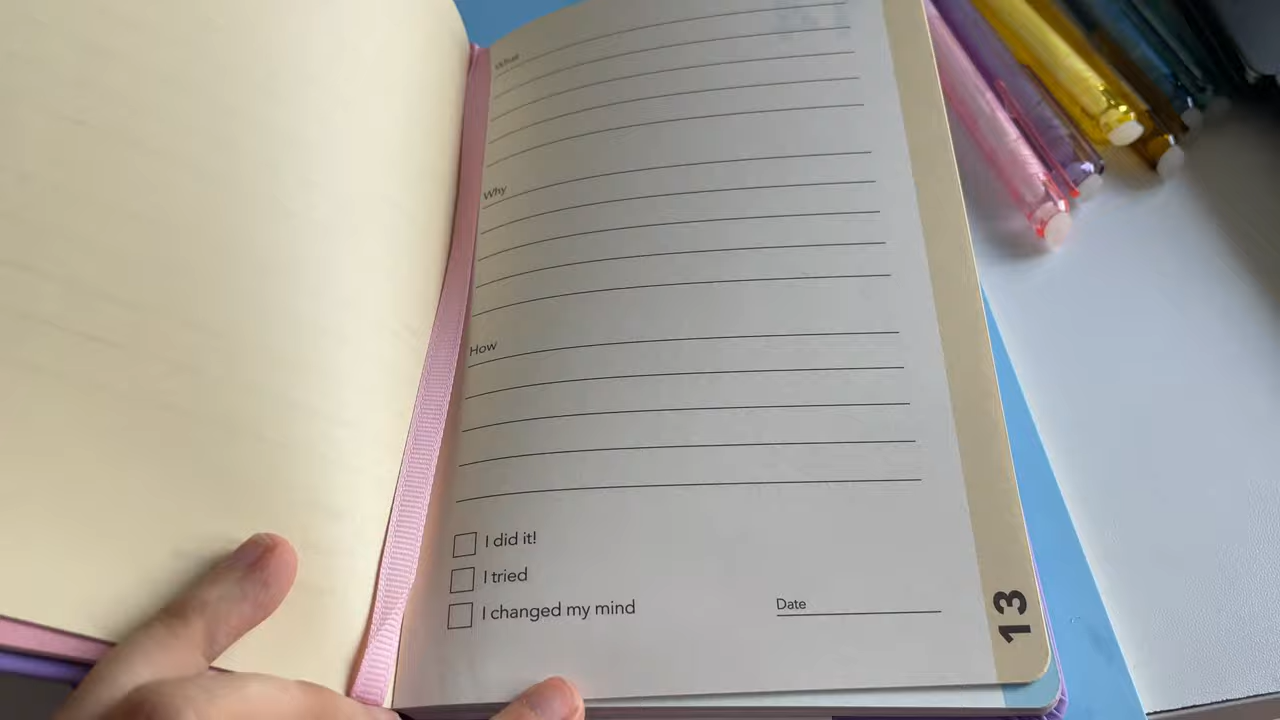 What
Why
How
I did it!
I tried
I changed my mind
Date
13